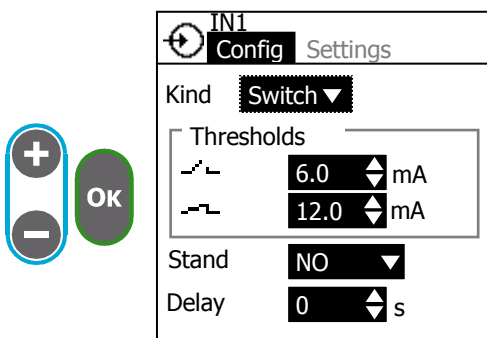 IN1
Config Settings
Kind Switch
Thresholds
6.0 mA
12.0 mA
Stand NO
Delay 0 s
+
OK
−